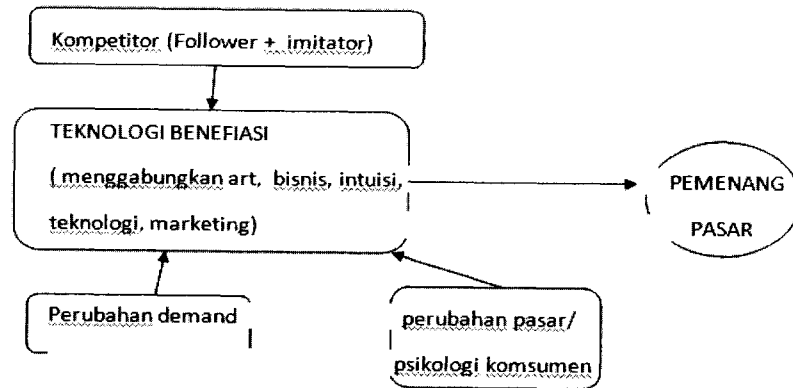 Kompetitor (Follower + imitator)
TEKNOLOGI BENEFIASI
( menggabungkan art, bisnis, intuisi,
teknologi, marketing)
PEMENANG
PASAR
Perubahan demand
perubahan pasar/
psikologi komsumen